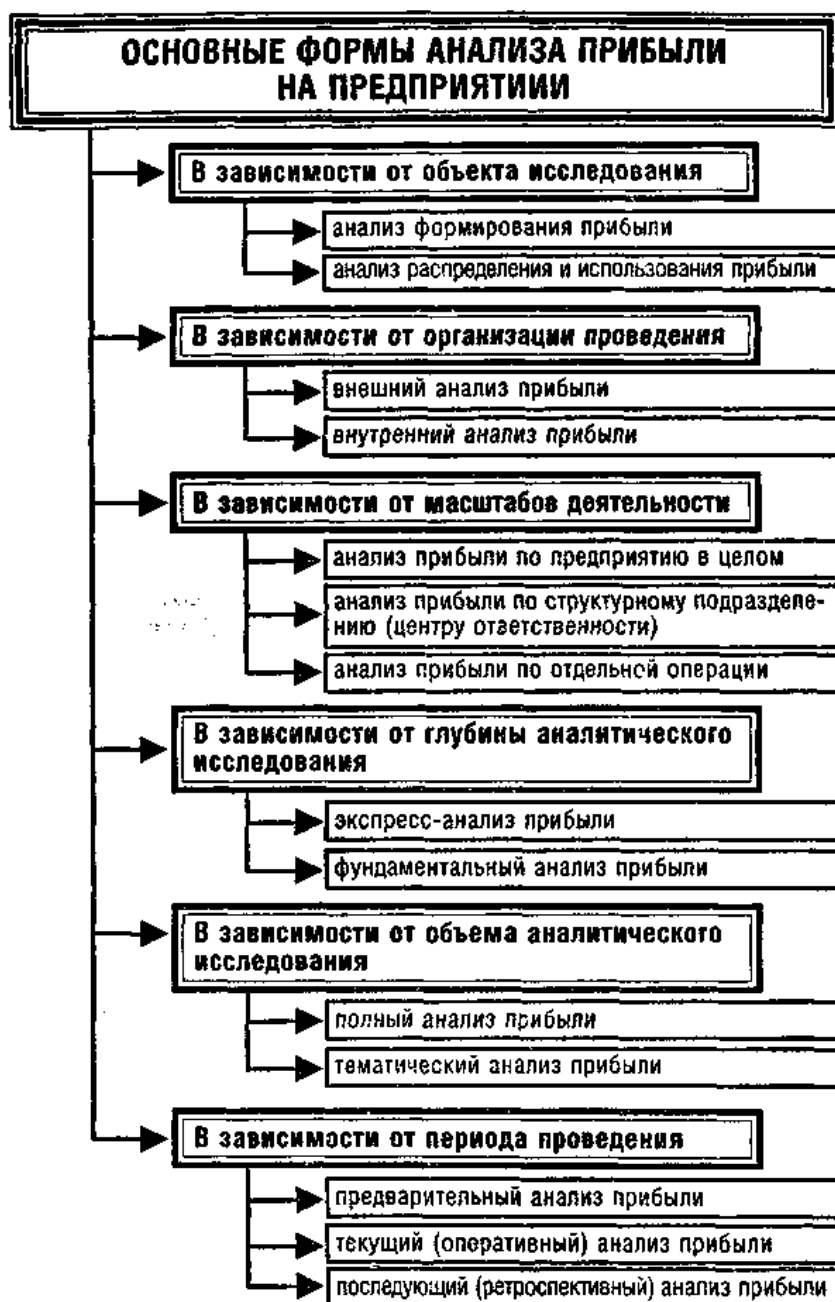 ОСНОВНЫЕ ФОРМЫ АНАЛИЗА ПРИБЫЛИ
НА ПРЕДПРИЯТИИИ
В зависимости от объекта исследования
анализ формирования прибыли
анализ распределения и использования прибыли
В зависимости от организации проведения
внешний анализ прибыли
внутренний анализ прибыли
В зависимости от масштабов деятельности
анализ прибыли по предприятию в целом
анализ прибыли по структурному подразделе-
нию (центру ответственности)
анализ прибыли по отдельной операции
В зависимости от глубины аналитического
исследования
экспресс-анализ прибыли
фундаментальный анализ прибыли
В зависимости от объема аналитического
исследования
полный анализ прибыли
тематический анализ прибыли
В зависимости от периода проведения
предварительный анализ прибыли
текущий (оперативный) анализ прибыли
последующий (ретроспективный) анализ прибыли